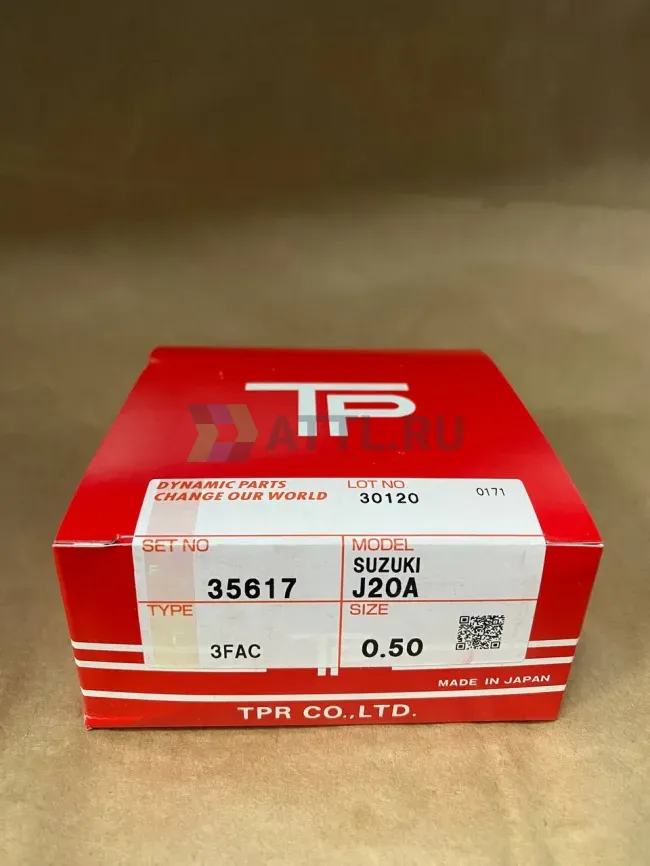 TP
ATTL.RU
DYNAMIC PARTS
CHANGE OUR WORLD
LOT NO.
30120
0171
SET NO
35617
MODEL
SUZUKI
J20A
TYPE
3FAC
SIZE
0.50
MADE IN JAPAN
TPR CO.,LTD.